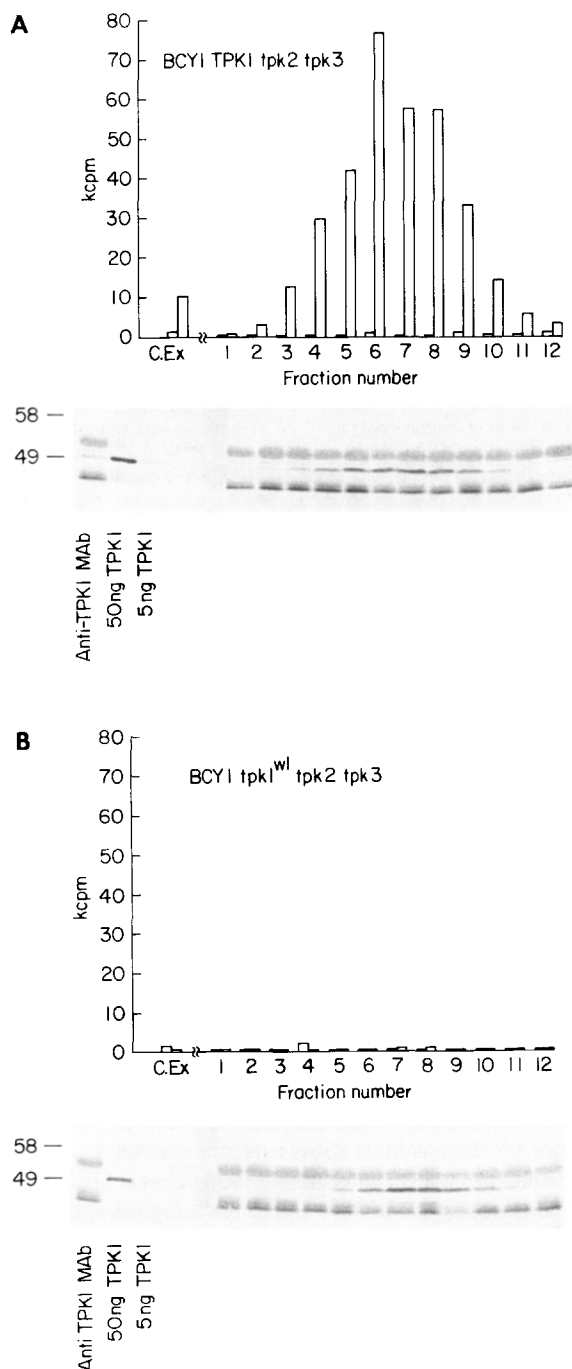 A
BCY1 TPK1 tpk2 tpk3
80
70
60
50
40
30
20
10
0
kcpm
C.Ex 1 2 3 4 5 6 7 8 9 10 11 12
Fraction number
58
49
Anti-TPK1 MAb
50ng TPK1
5ng TPK1
B
BCY1 tpk1^w1 tpk2 tpk3
80
70
60
50
40
30
20
10
0
kcpm
C.Ex 1 2 3 4 5 6 7 8 9 10 11 12
Fraction number
58
49
Anti TPK1 MAb
50ng TPK1
5ng TPK1